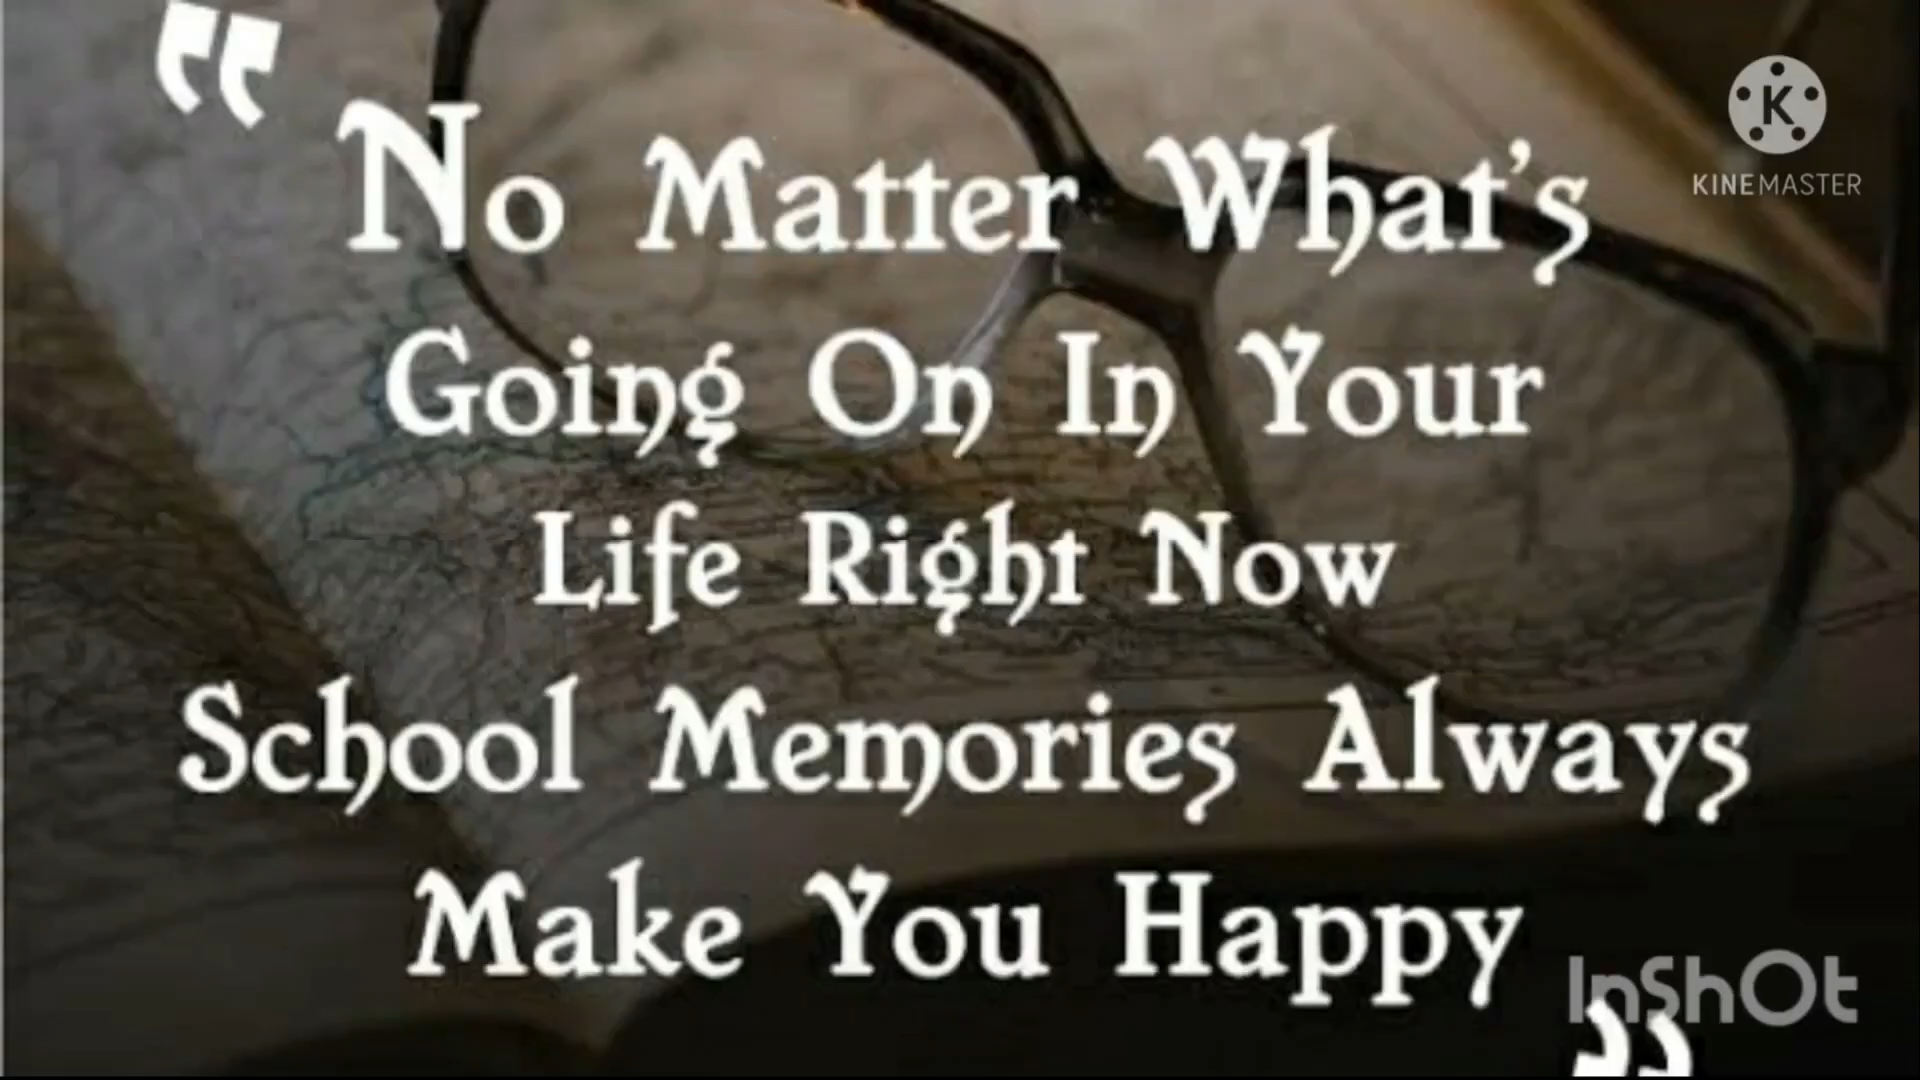 “ No Matter What's
Going On In Your
Life Right Now
School Memories Always
Make You Happy ”
K
KINEMASTER
InShOt